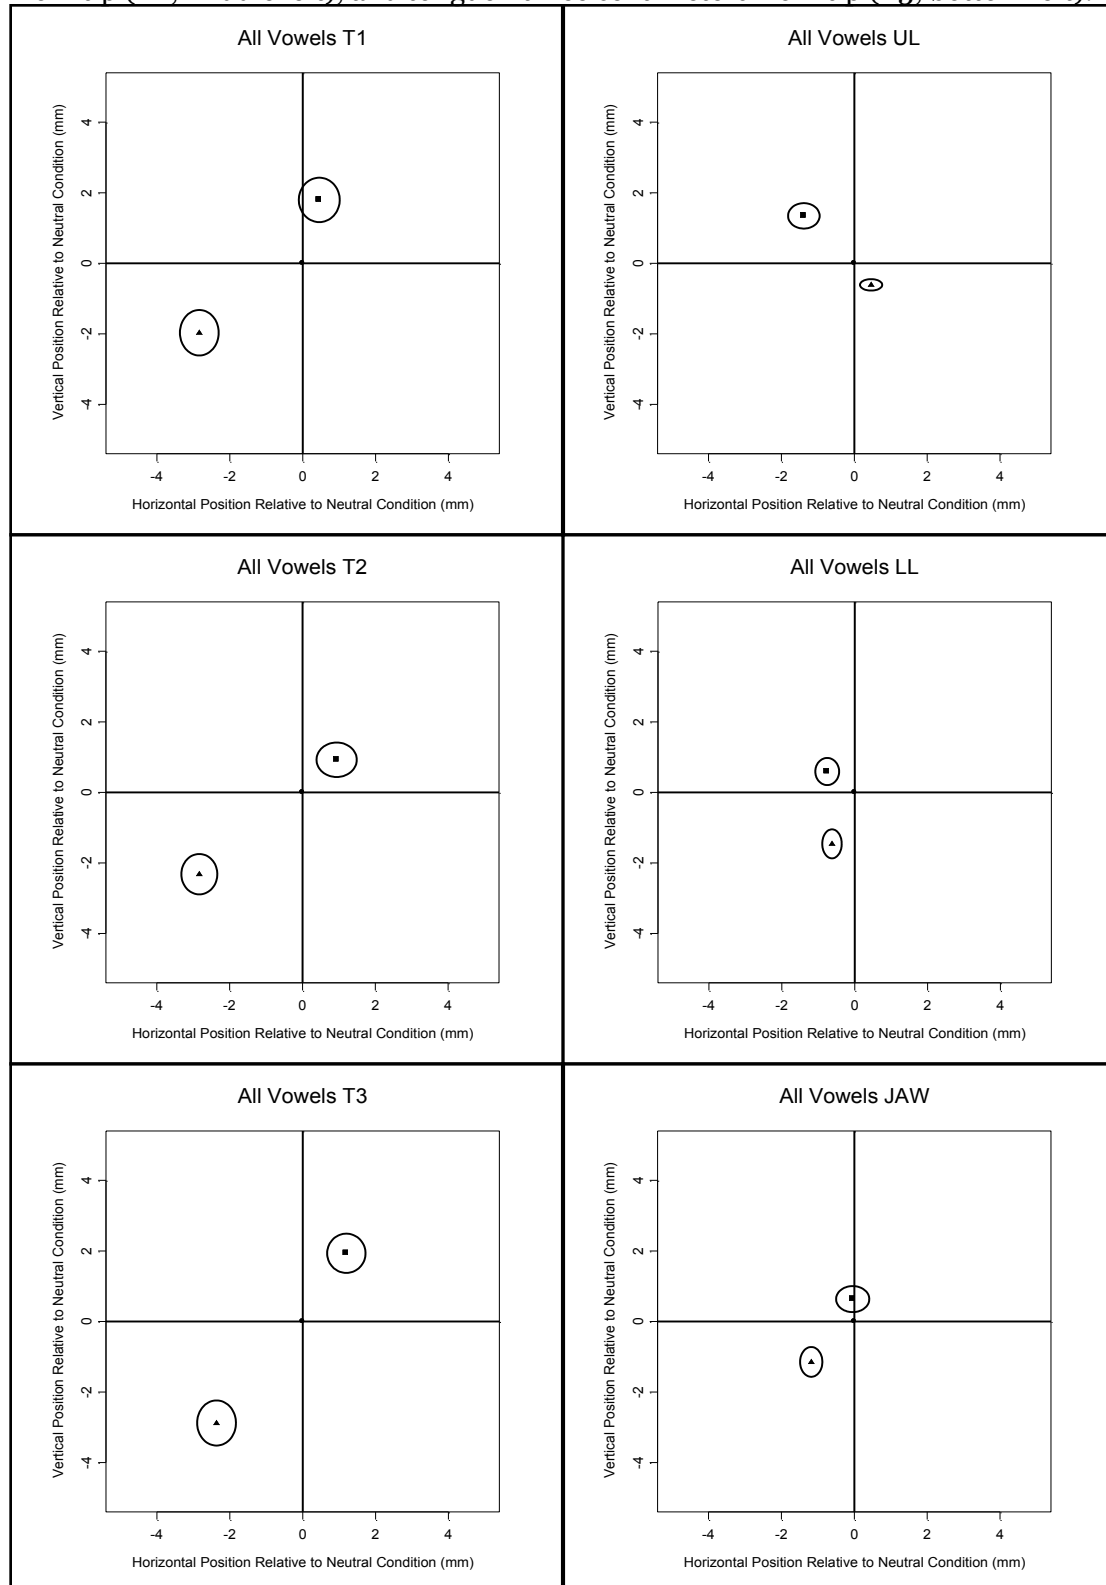 All Vowels T1
4
2
0
-2
-4
Vertical Position Relative to Neutral Condition (mm)
-4 -2 0 2 4
Horizontal Position Relative to Neutral Condition (mm)
All Vowels UL
4
2
0
-2
-4
Vertical Position Relative to Neutral Condition (mm)
-4 -2 0 2 4
Horizontal Position Relative to Neutral Condition (mm)
All Vowels T2
4
2
0
-2
-4
Vertical Position Relative to Neutral Condition (mm)
-4 -2 0 2 4
Horizontal Position Relative to Neutral Condition (mm)
All Vowels LL
4
2
0
-2
-4
Vertical Position Relative to Neutral Condition (mm)
-4 -2 0 2 4
Horizontal Position Relative to Neutral Condition (mm)
All Vowels T3
4
2
0
-2
-4
Vertical Position Relative to Neutral Condition (mm)
-4 -2 0 2 4
Horizontal Position Relative to Neutral Condition (mm)
All Vowels JAW
4
2
0
-2
-4
Vertical Position Relative to Neutral Condition (mm)
-4 -2 0 2 4
Horizontal Position Relative to Neutral Condition (mm)